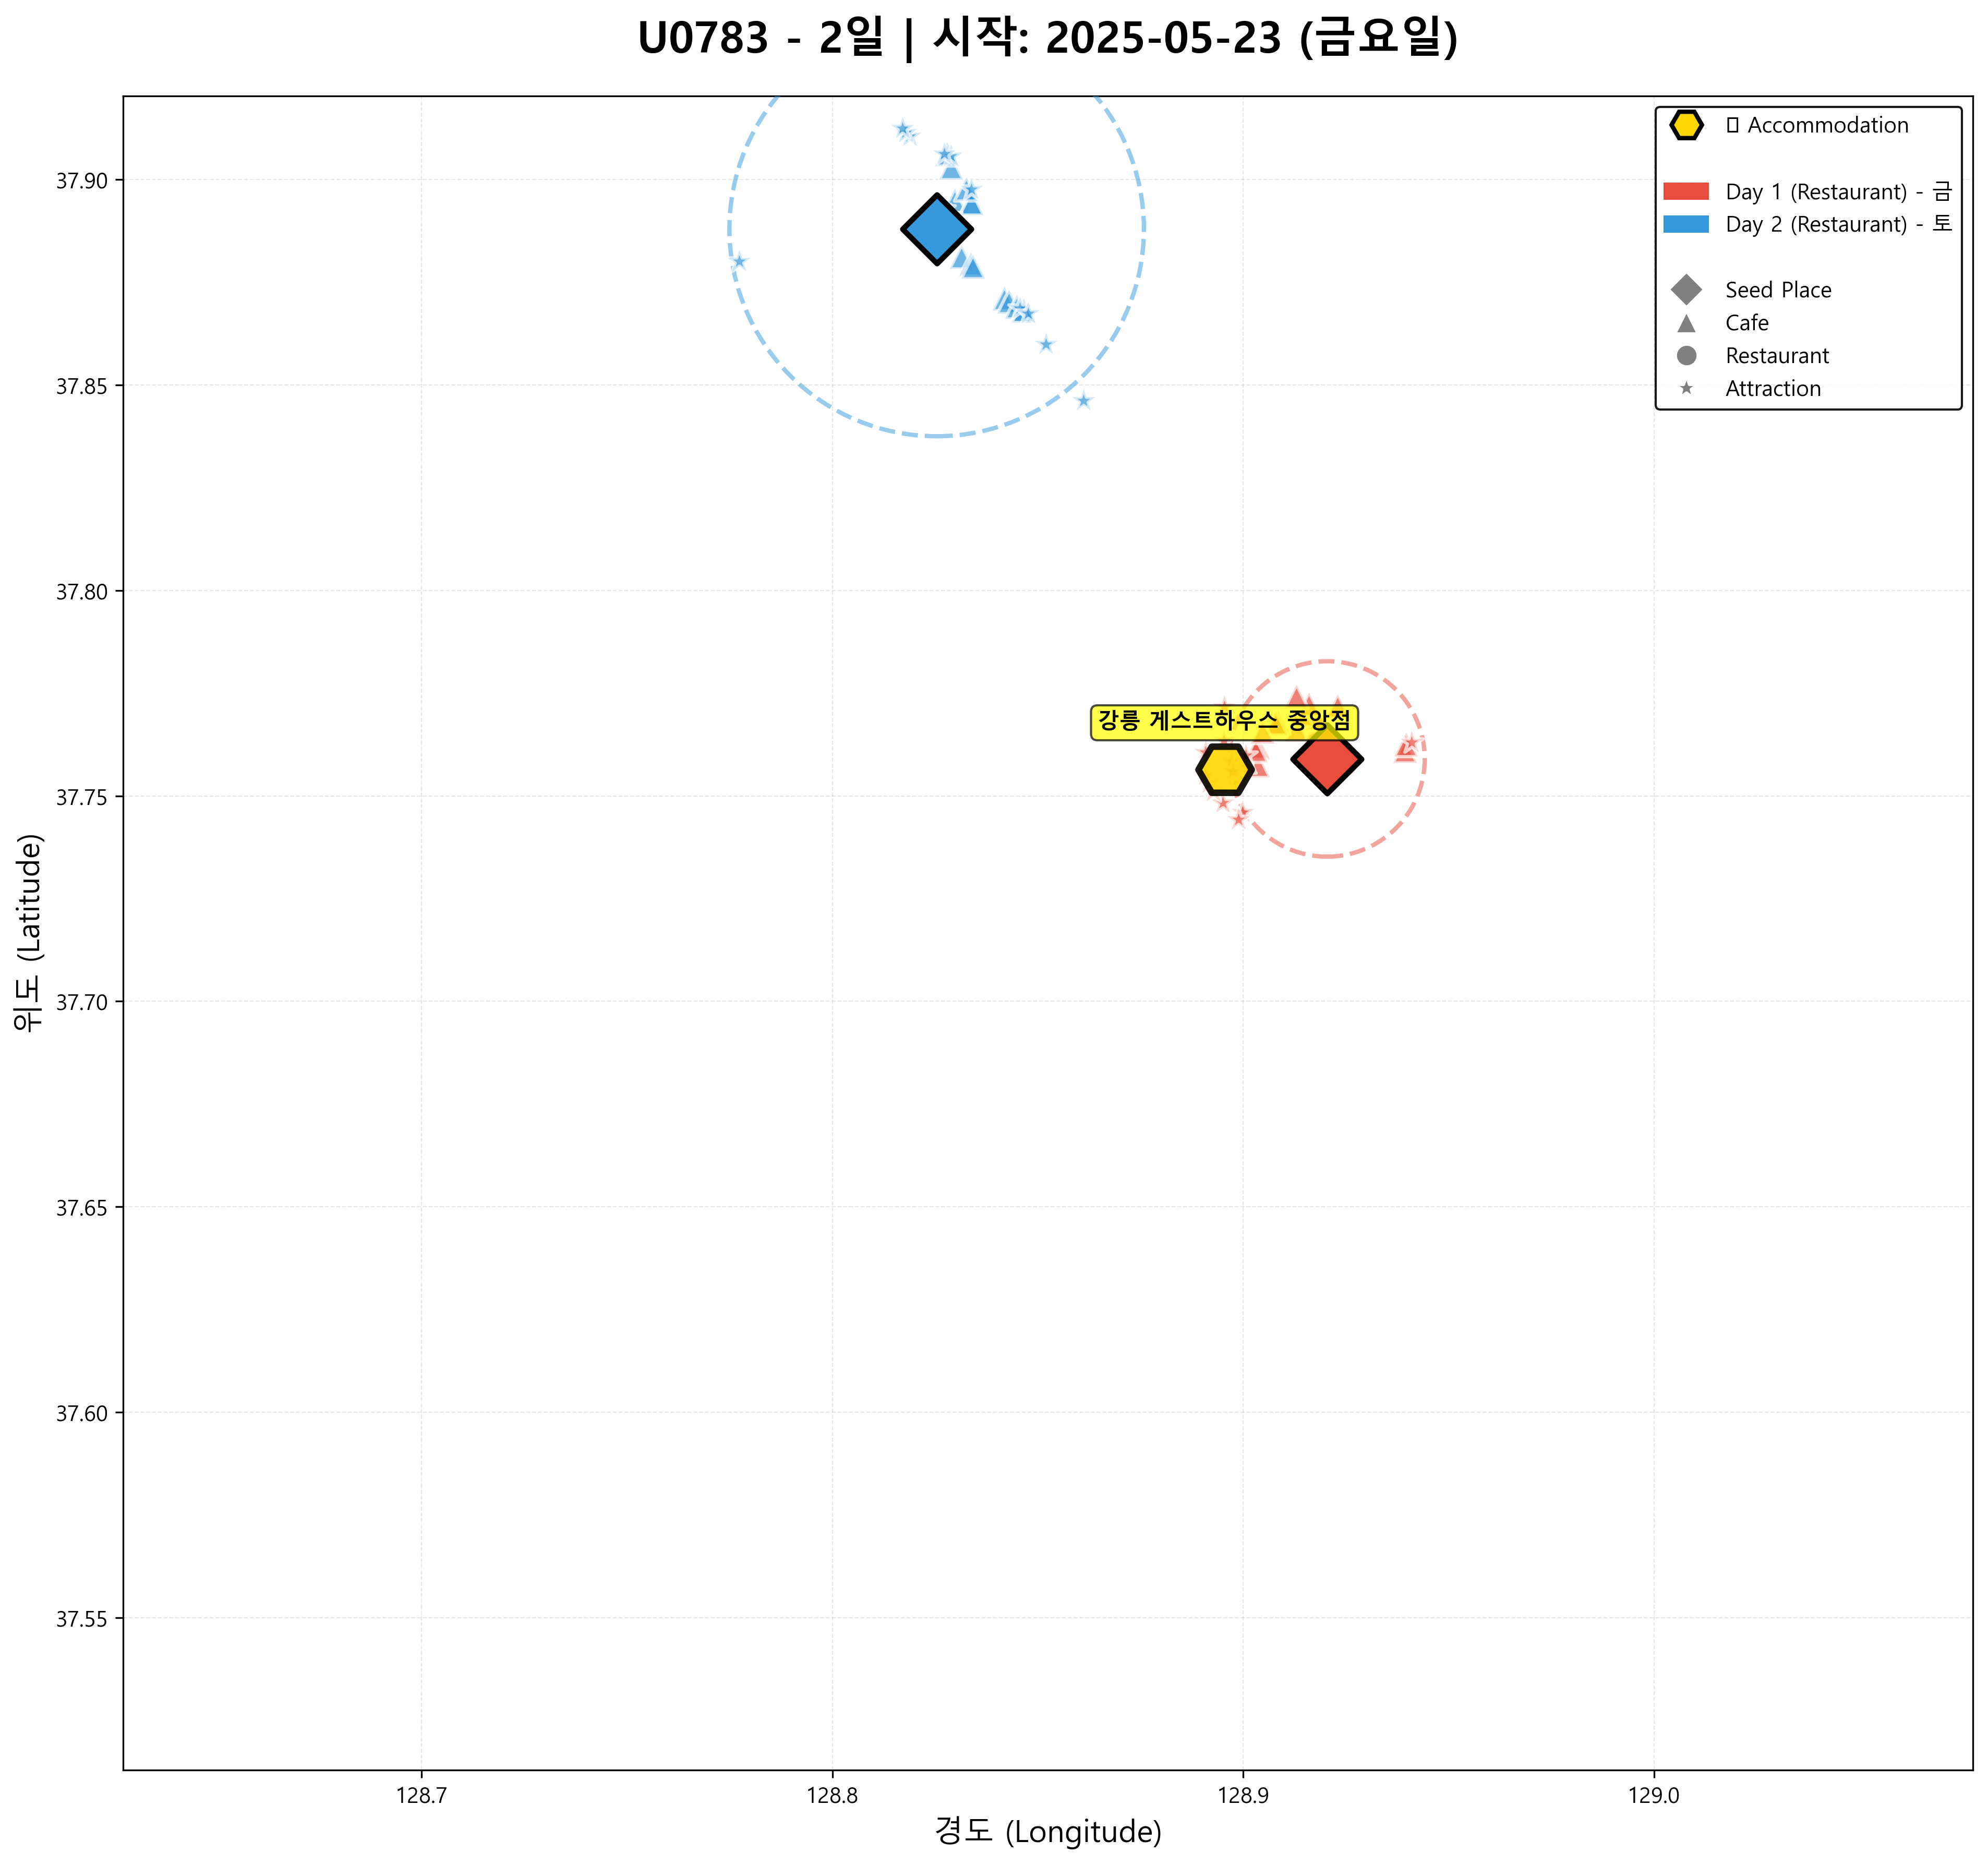 U0783 - 2일 | 시작: 2025-05-23 (금요일)
▯ Accommodation
Day 1 (Restaurant) - 금
Day 2 (Restaurant) - 토
Seed Place
Cafe
Restaurant
Attraction
강릉 게스트하우스 중앙점
위도 (Latitude)
37.90
37.85
37.80
37.75
37.70
37.65
37.60
37.55
128.7
128.8
128.9
129.0
경도 (Longitude)